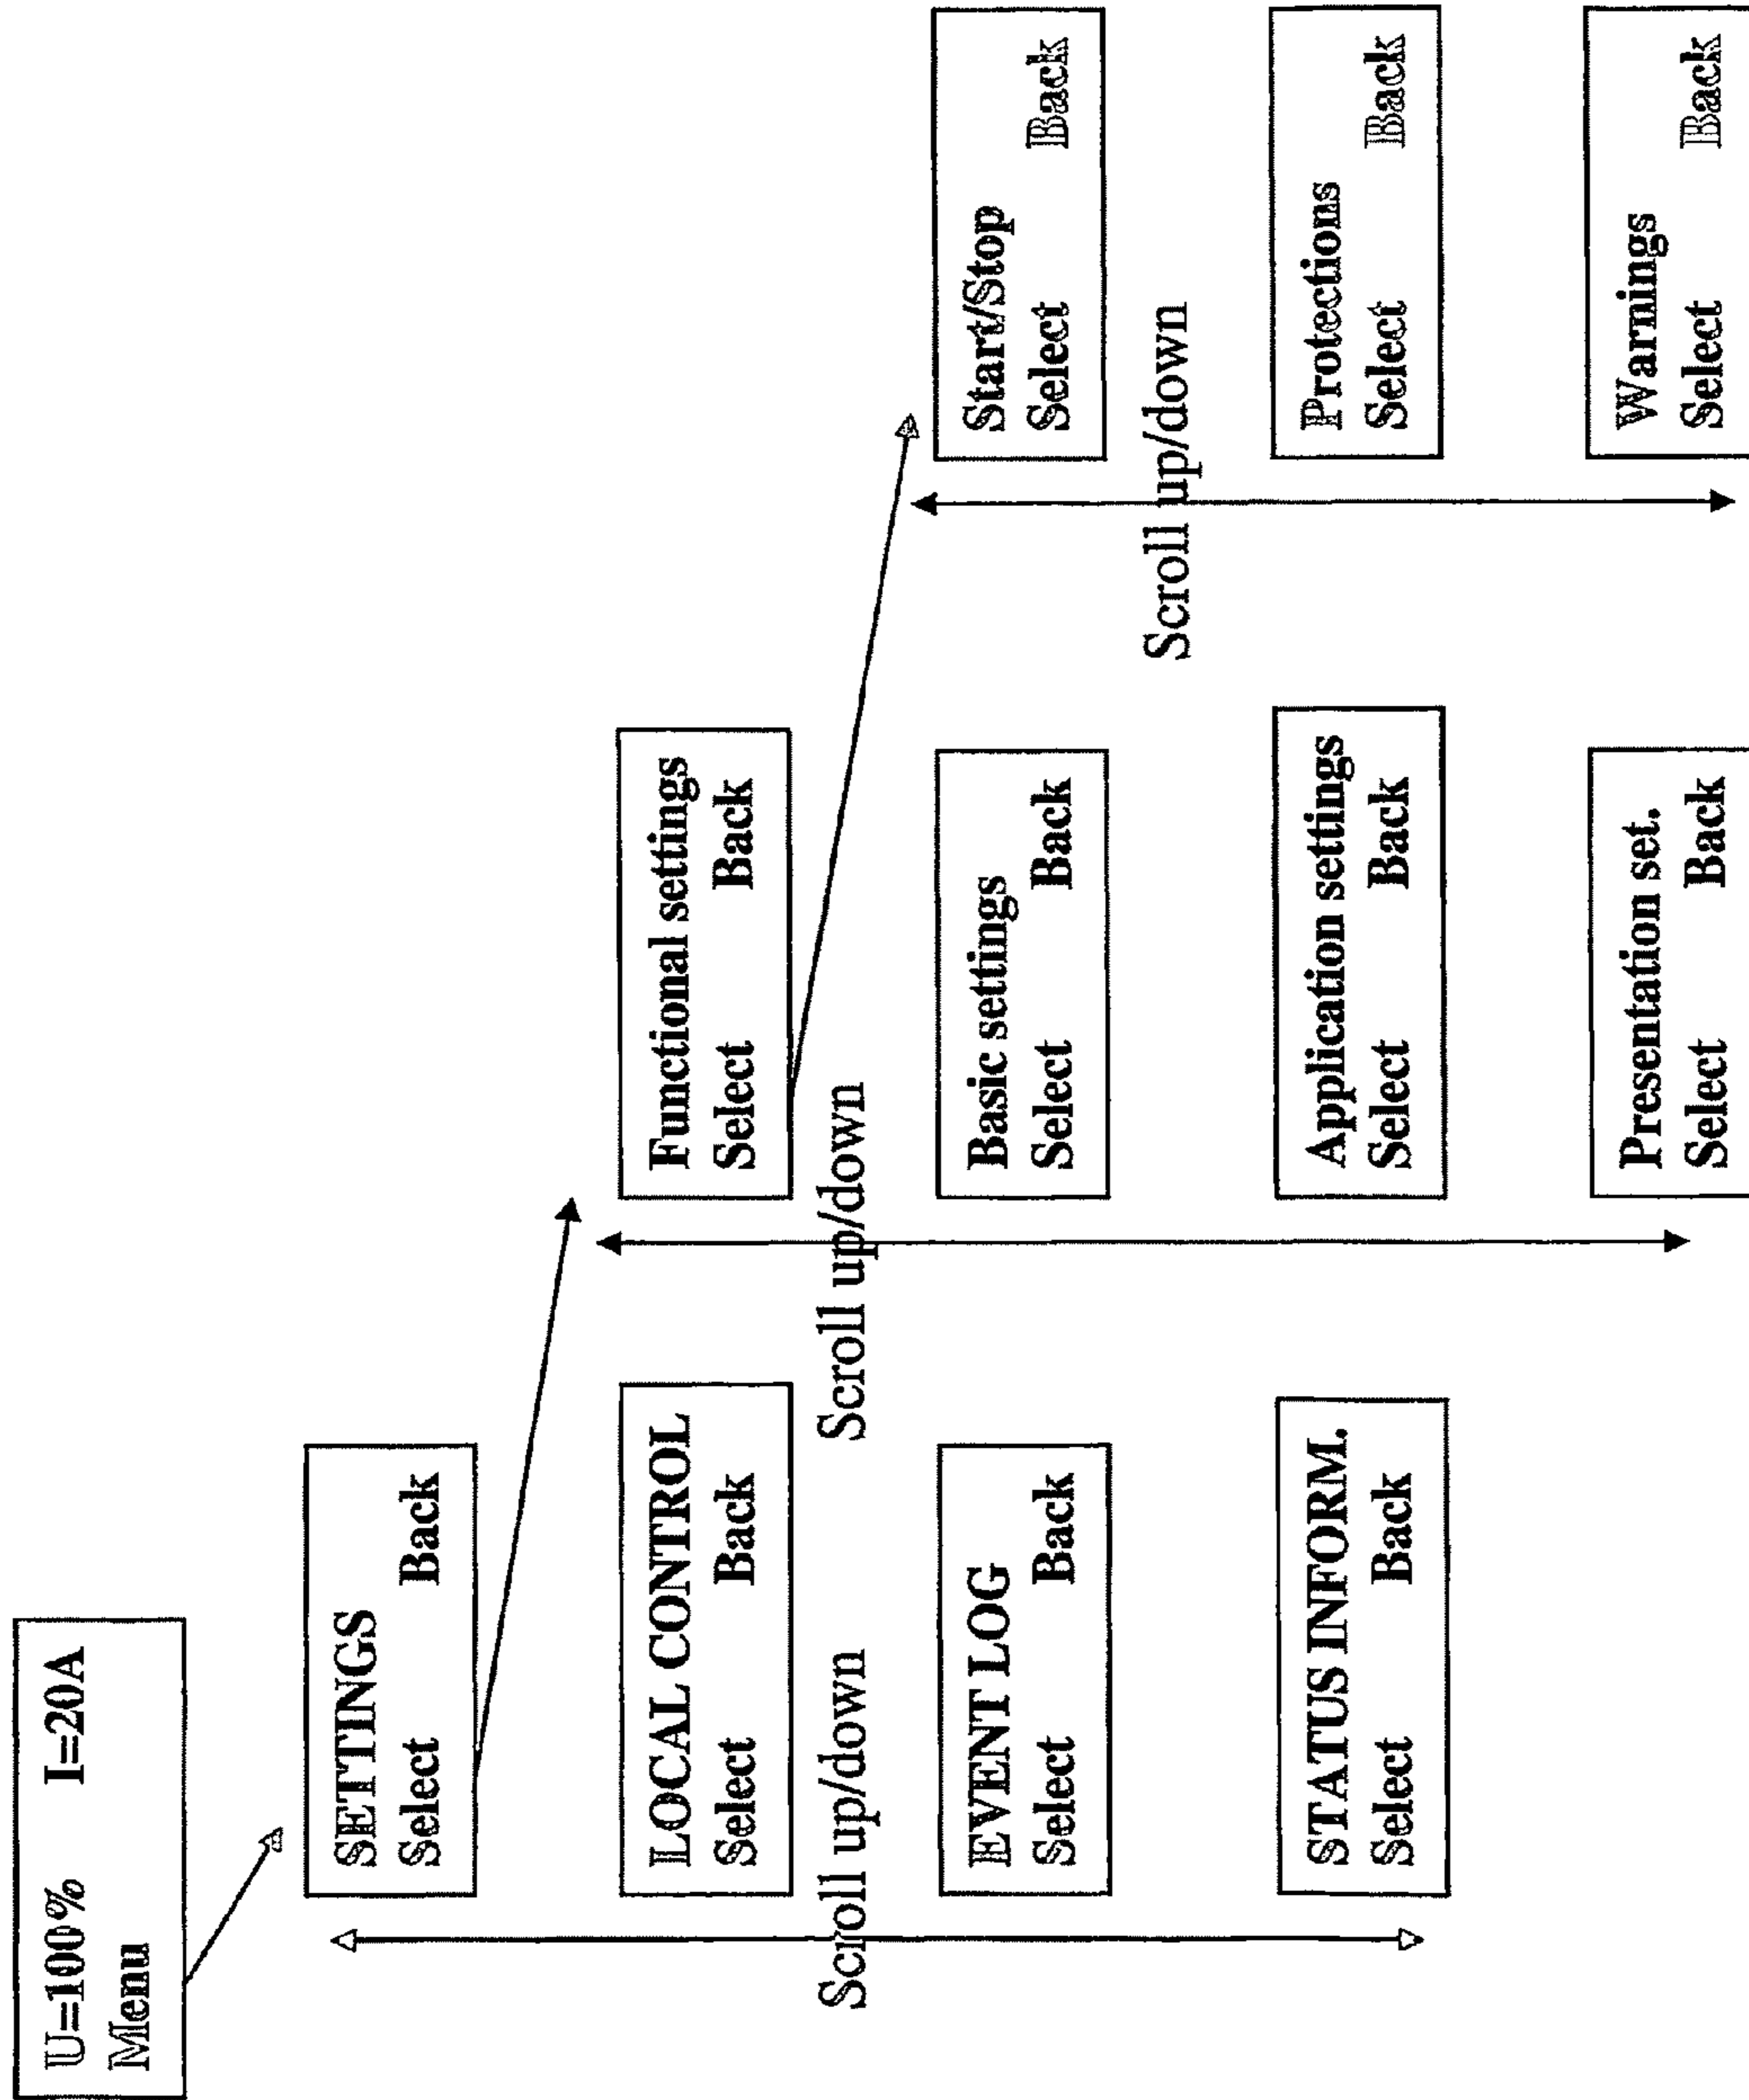 U=100% I=20A
Menu
SETTINGS
Select Back
LOCAL CONTROL
Select Back
Scroll up/down
EVENT LOG
Select Back
STATUS INFORM.
Select Back
Functional settings
Select Back
Scroll up/down
Basic settings
Select Back
Application settings
Select Back
Presentation set.
Select Back
Start/Stop
Select Back
Scroll up/down
Protections
Select Back
Warnings
Select Back